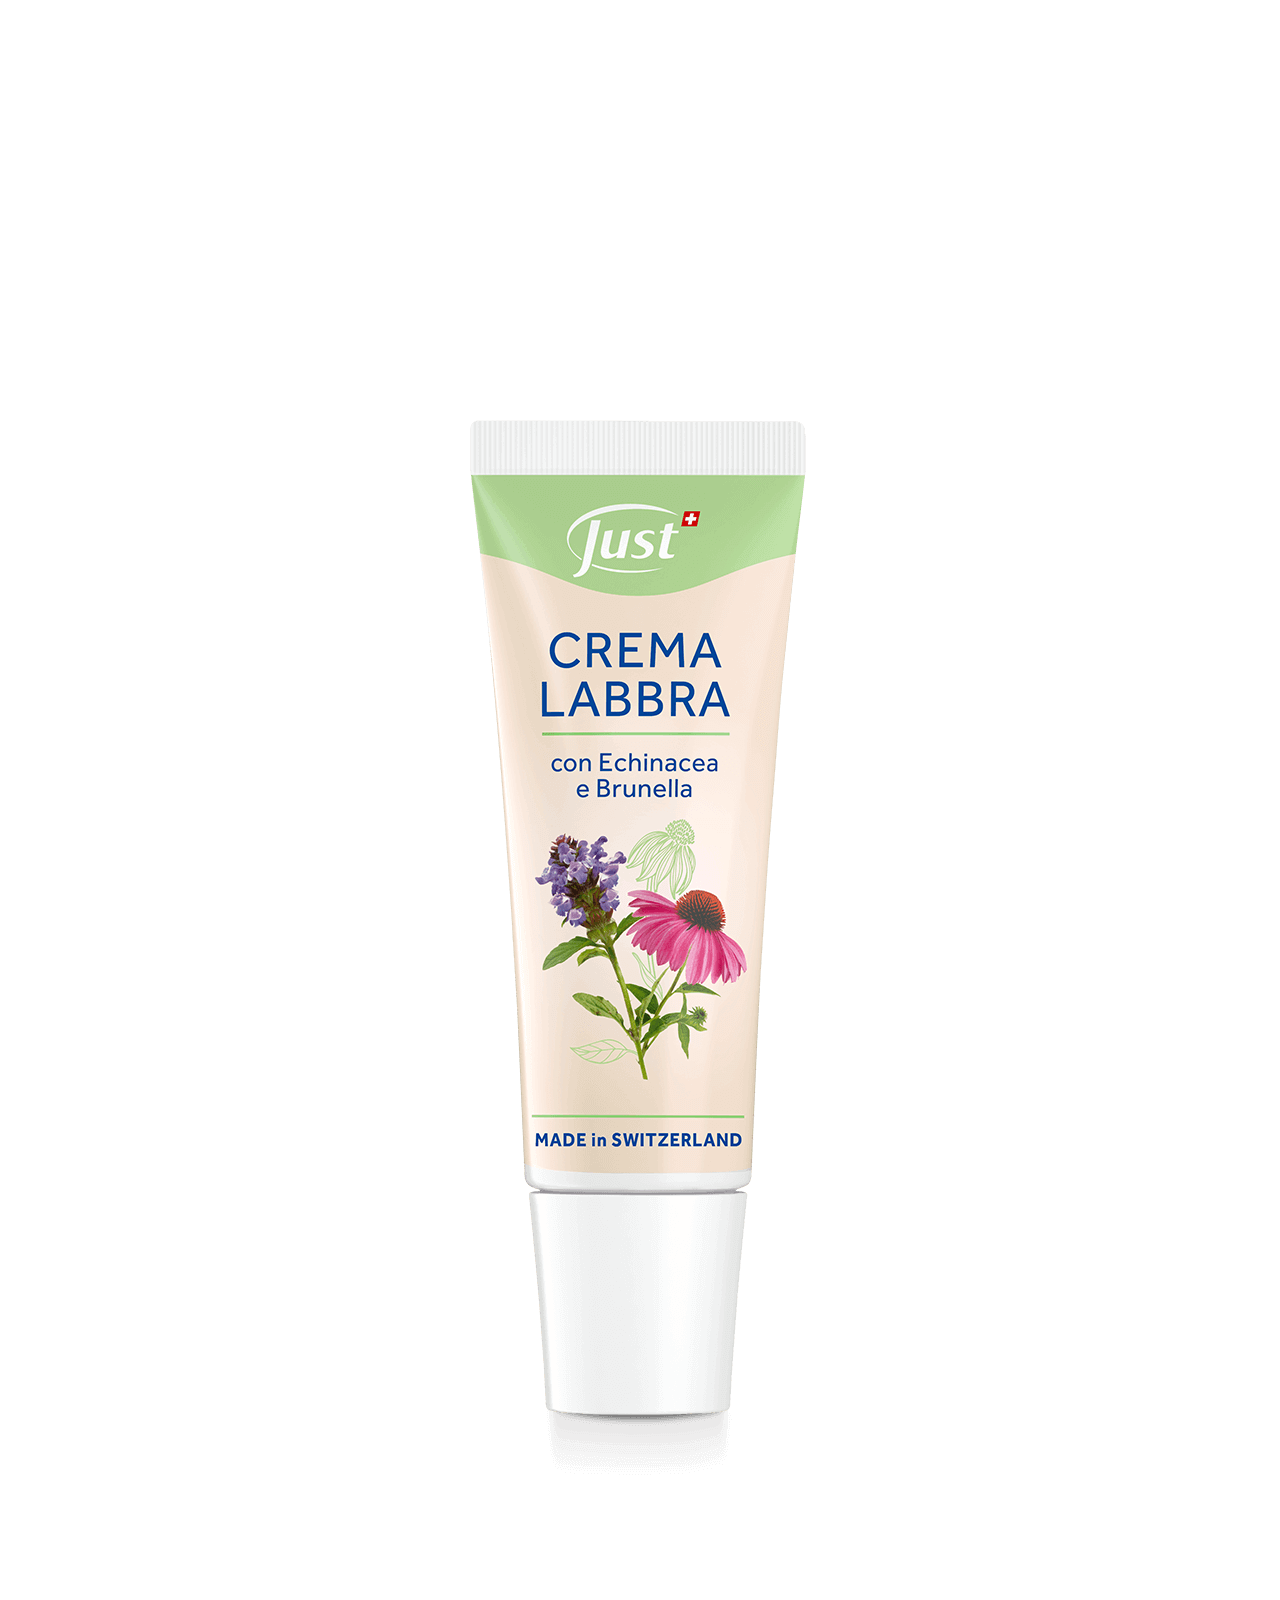 Just
CREMA
LABBRA
con Echinacea
e Brunella
MADE in SWITZERLAND